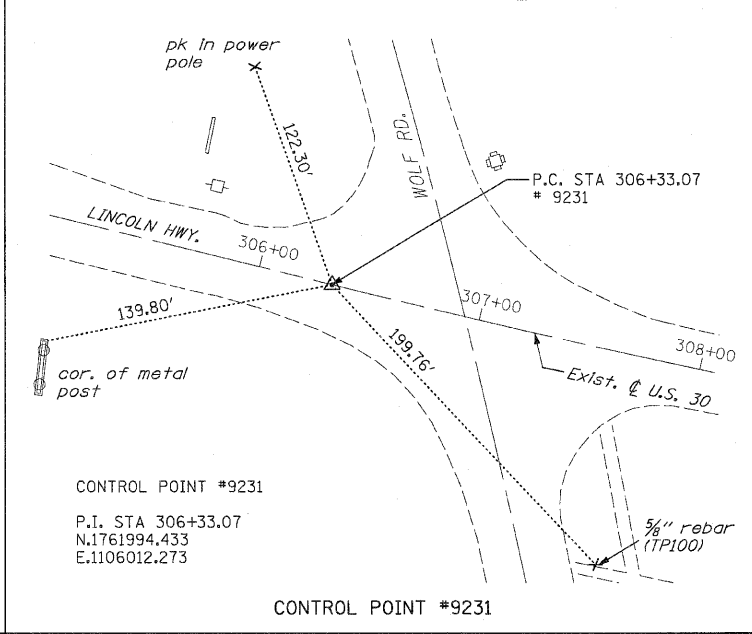 pk in power
pole
122.30'
WOLF RD.
P.C. STA 306+33.07
# 9231
LINCOLN HWY.
306+00
307+00
308+00
139.80'
199.76'
cor. of metal
post
Exist. ℄ U.S. 30
CONTROL POINT #9231
P.I. STA 306+33.07
N.1761994.433
E.1106012.273
5/8" rebar
(TP100)
CONTROL POINT #9231